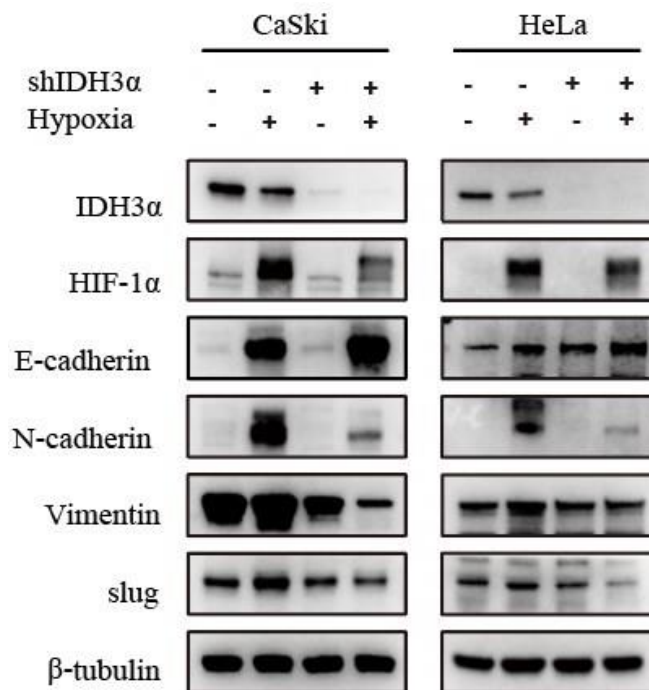 CaSki HeLa
shIDH3α - - + + - - + +
Hypoxia - + - + - + - +
IDH3α
HIF-1α
E-cadherin
N-cadherin
Vimentin
slug
β-tubulin